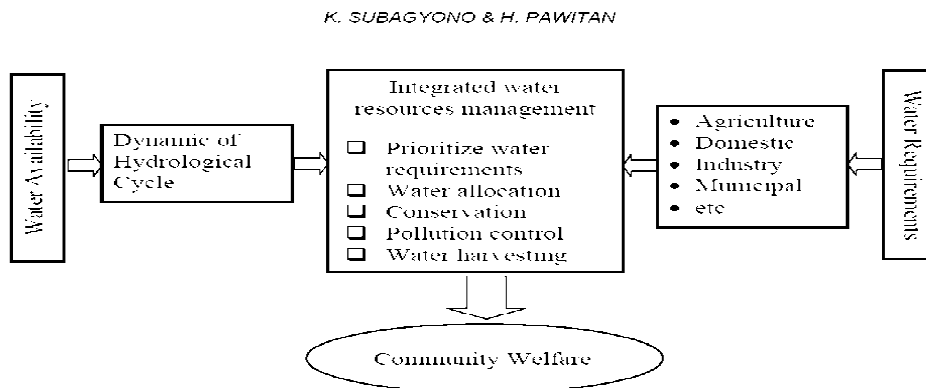 K. SUBAGYONO & H. PAWITAN
Water Availability
Dynamic of
Hydrological
Cycle
Integrated water
resources management
❑ Prioritize water
requirements
❑ Water allocation
❑ Conservation
❑ Pollution control
❑ Water harvesting
• Agriculture
• Domestic
• Industry
• Municipal
• etc
Water Requirements
Community Welfare